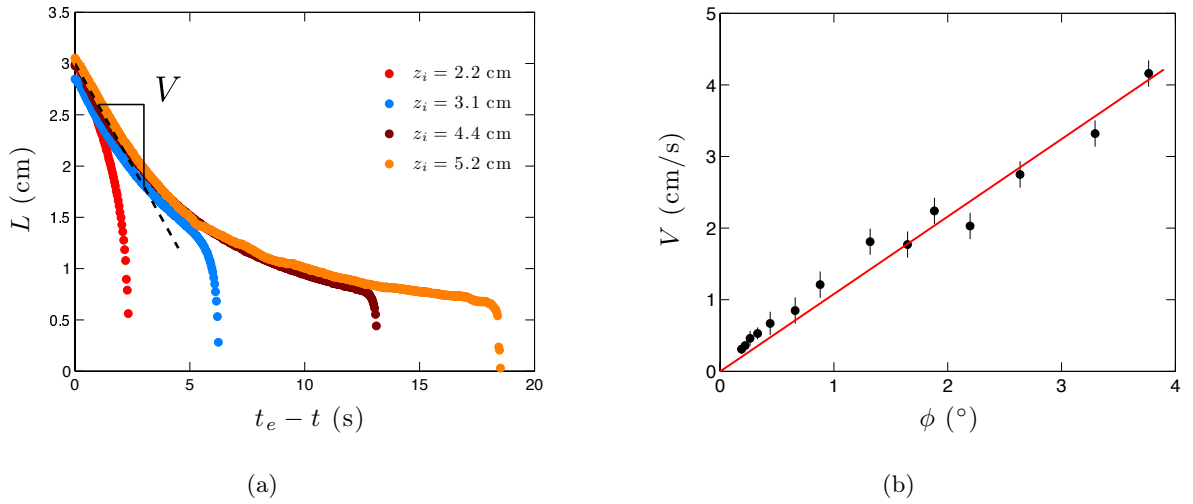 3.5
3
2.5
2
1.5
1
0.5
0
0
5
10
15
20
L (cm)
t_e − t (s)
V
z_i = 2.2 cm
z_i = 3.1 cm
z_i = 4.4 cm
z_i = 5.2 cm
(a)
5
4
3
2
1
0
0
1
2
3
4
V (cm/s)
ϕ (°)
(b)